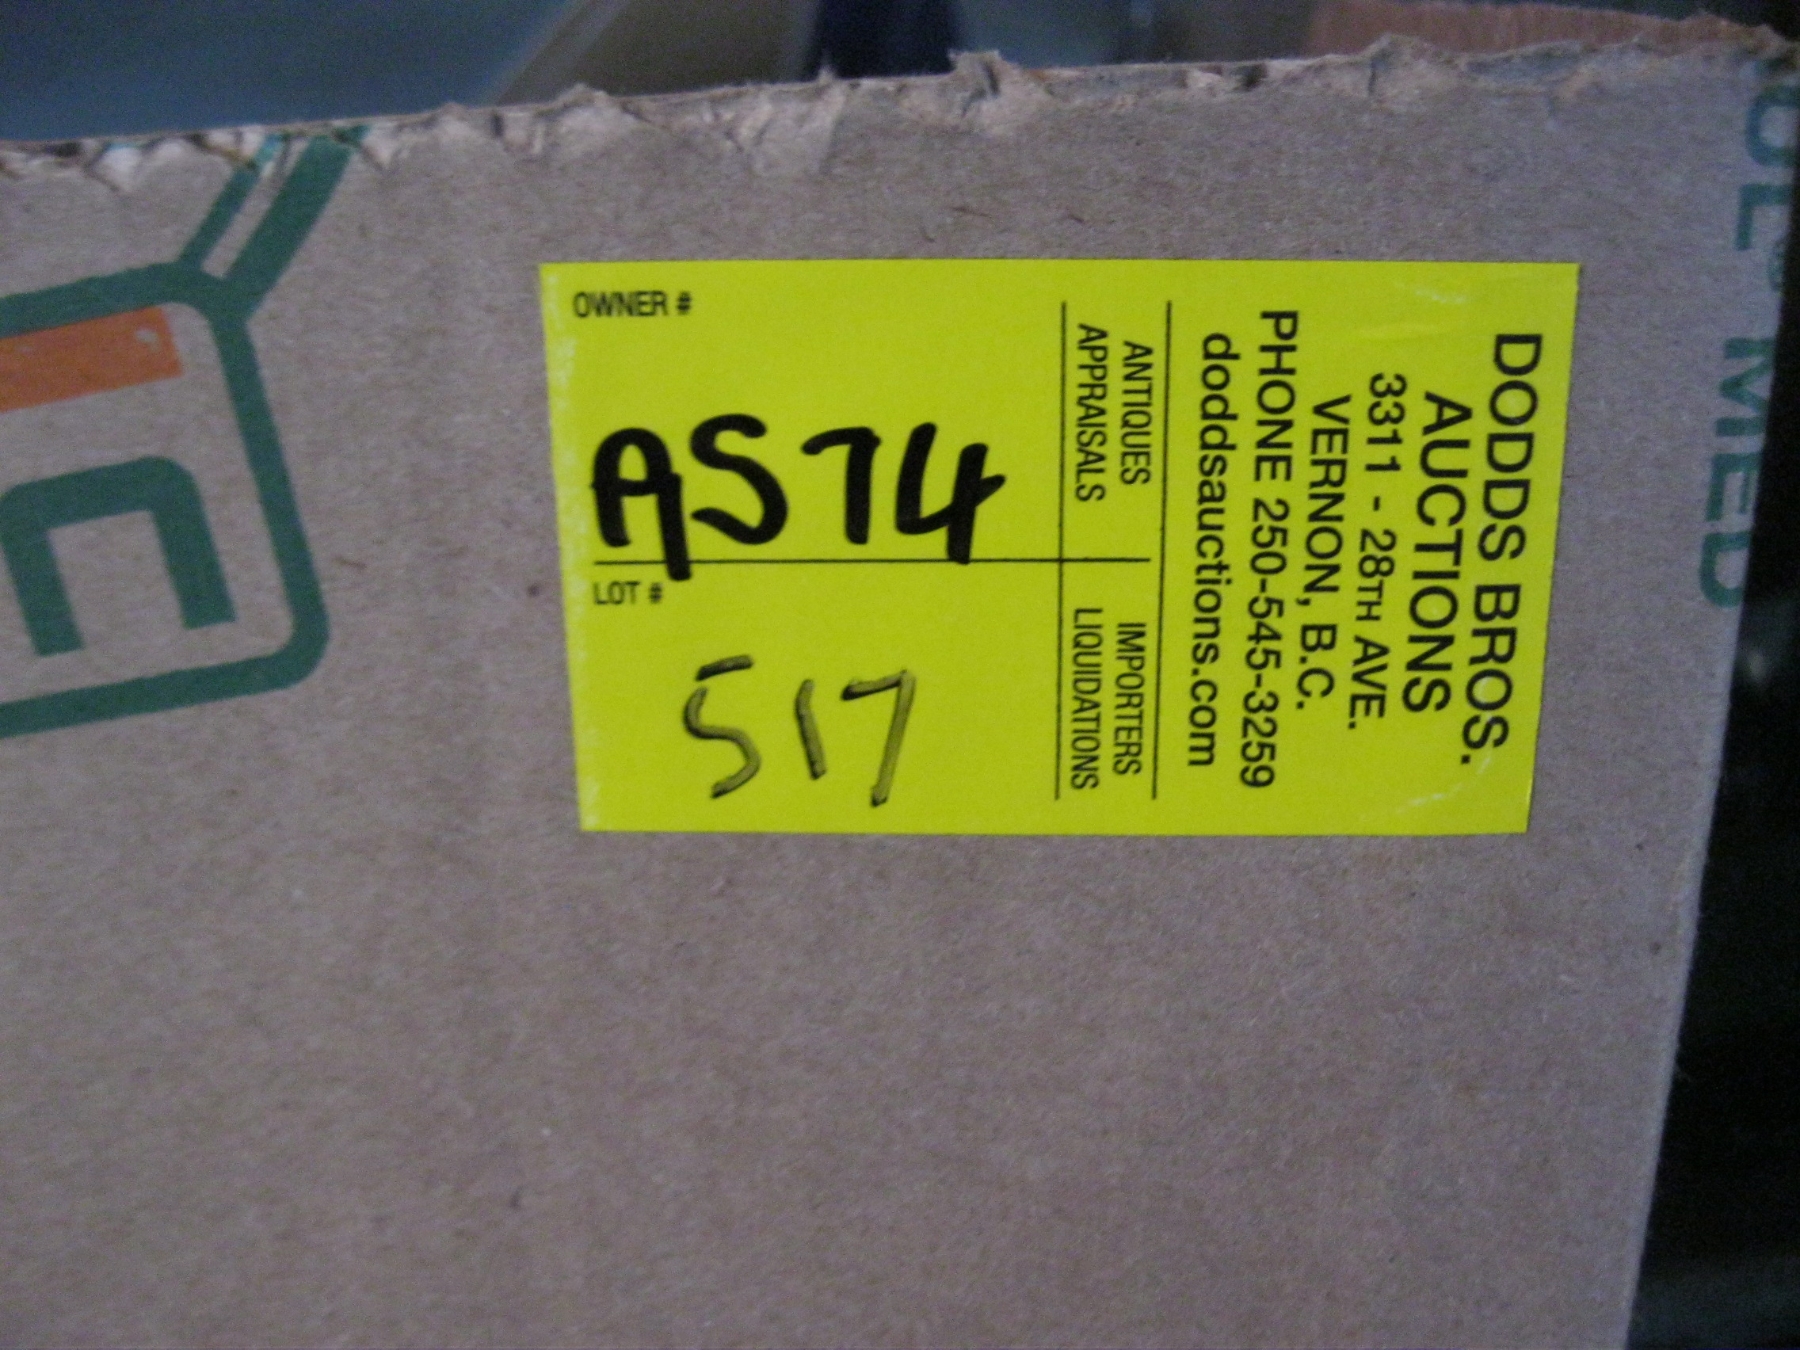 OWNER #
AS74
LOT #
517
DODDS BROS.
AUCTIONS
3311 - 28TH AVE.
VERNON, B.C.
PHONE 250-545-3259
doddsauctions.com
ANTIQUES
APPRAISALS
IMPORTERS
LIQUIDATIONS
MED